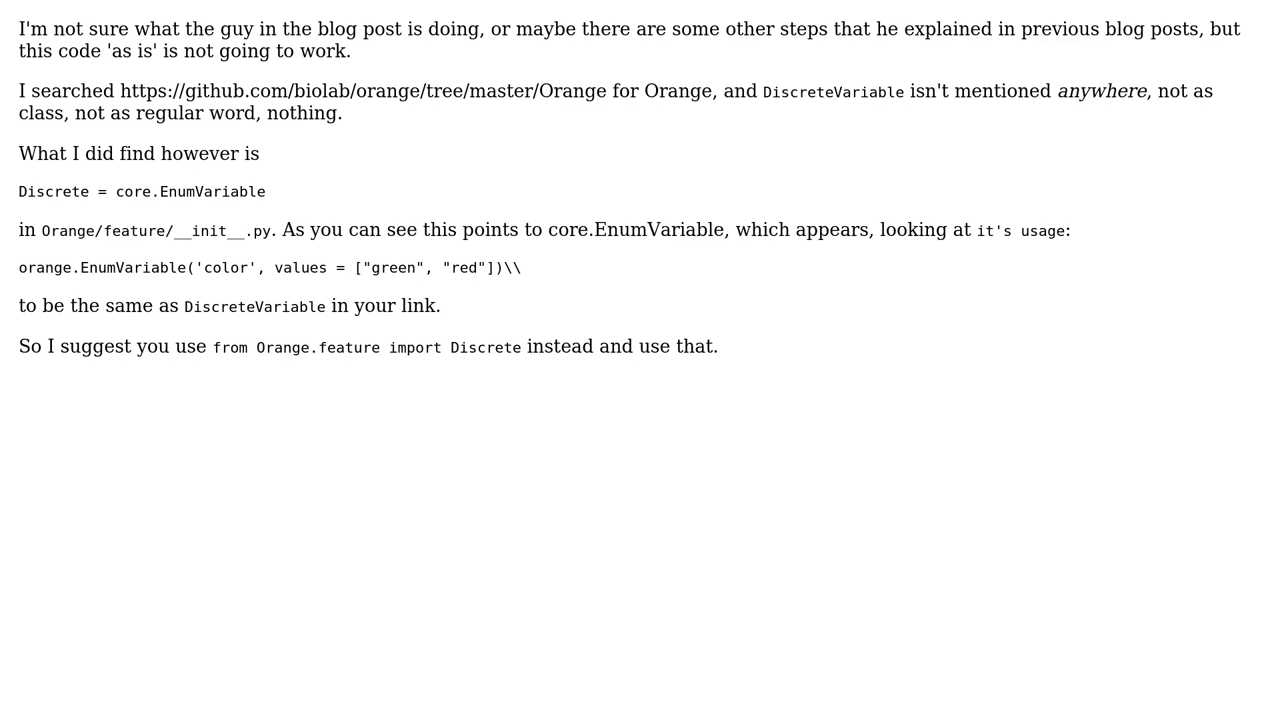 I'm not sure what the guy in the blog post is doing, or maybe there are some other steps that he explained in previous blog posts, but
this code 'as is' is not going to work.
I searched https://github.com/biolab/orange/tree/master/Orange for Orange, and DiscreteVariable isn't mentioned anywhere, not as
class, not as regular word, nothing.
What I did find however is
Discrete = core.EnumVariable
in Orange/feature/__init__.py. As you can see this points to core.EnumVariable, which appears, looking at it's usage:
orange.EnumVariable('color', values = ["green", "red"])\\
to be the same as DiscreteVariable in your link.
So I suggest you use from Orange.feature import Discrete instead and use that.